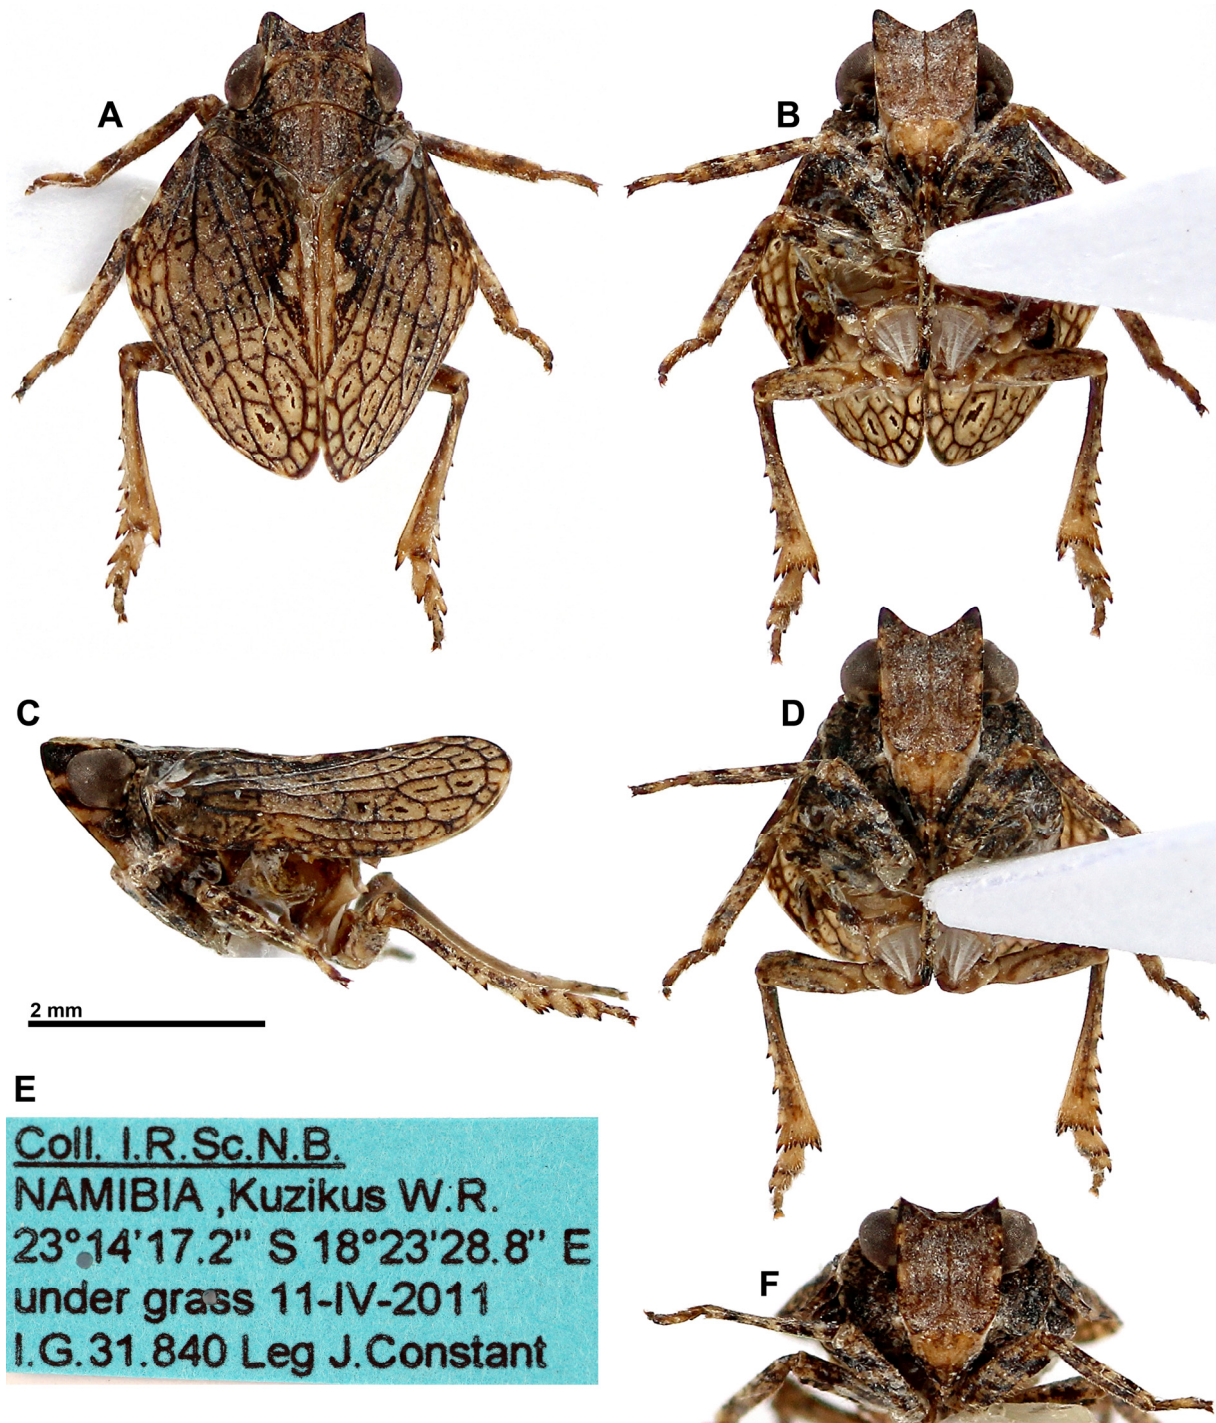 A
B
C
D
2 mm
E
Coll. I.R.Sc.N.B.
NAMIBIA ,Kuzikus W.R.
23°14'17.2" S 18°23'28.8" E
under grass 11-IV-2011
I.G.31.840 Leg J.Constant
F